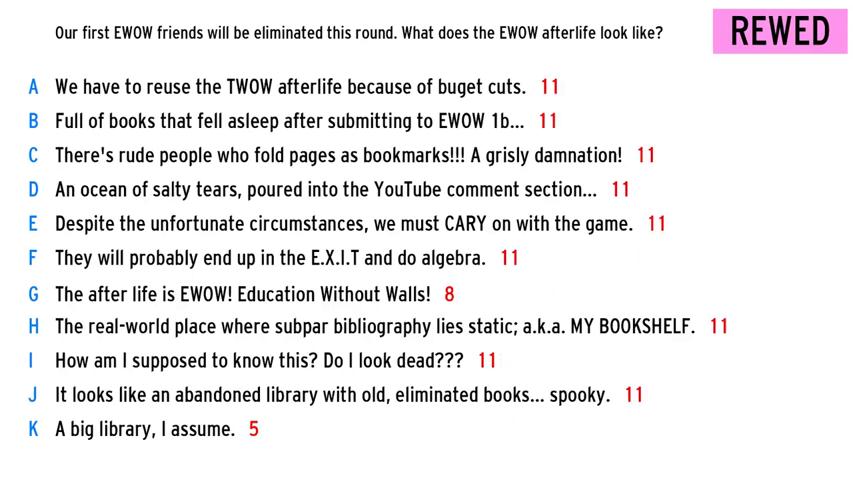 Our first EWOW friends will be eliminated this round. What does the EWOW afterlife look like?
REWED
A We have to reuse the TWOW afterlife because of buget cuts. 11
B Full of books that fell asleep after submitting to EWOW 1b... 11
C There's rude people who fold pages as bookmarks!!! A grisly damnation! 11
D An ocean of salty tears, poured into the YouTube comment section... 11
E Despite the unfortunate circumstances, we must CARY on with the game. 11
F They will probably end up in the E.X.I.T and do algebra. 11
G The after life is EWOW! Education Without Walls! 8
H The real-world place where subpar bibliography lies static; a.k.a. MY BOOKSHELF. 11
I How am I supposed to know this? Do I look dead??? 11
J It looks like an abandoned library with old, eliminated books... spooky. 11
K A big library, I assume. 5